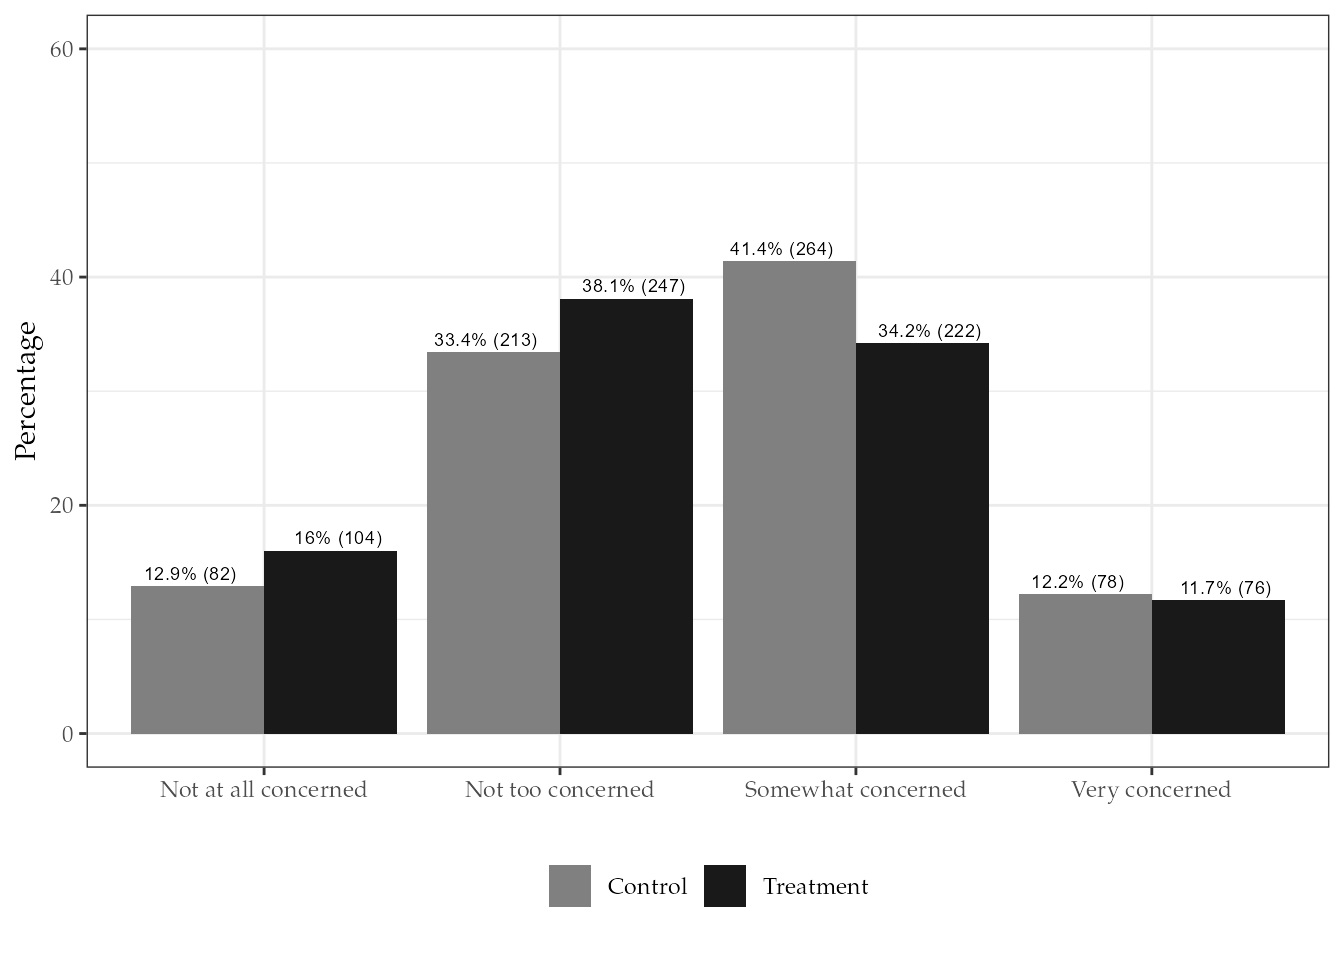 60
41.4% (264)
40
38.1% (247)
34.2% (222)
33.4% (213)
Percentage
20
16% (104)
12.9% (82)
12.2% (78)
11.7% (76)
0
Not at all concerned
Not too concerned
Somewhat concerned
Very concerned
Control
Treatment